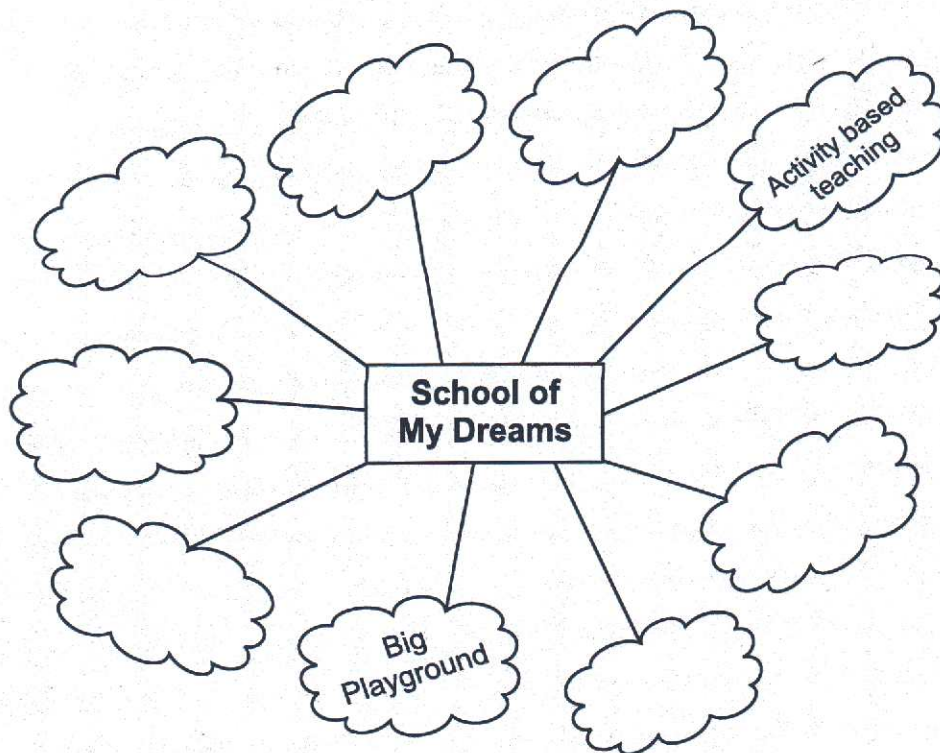 Activity based
teaching
School of
My Dreams
Big
Playground